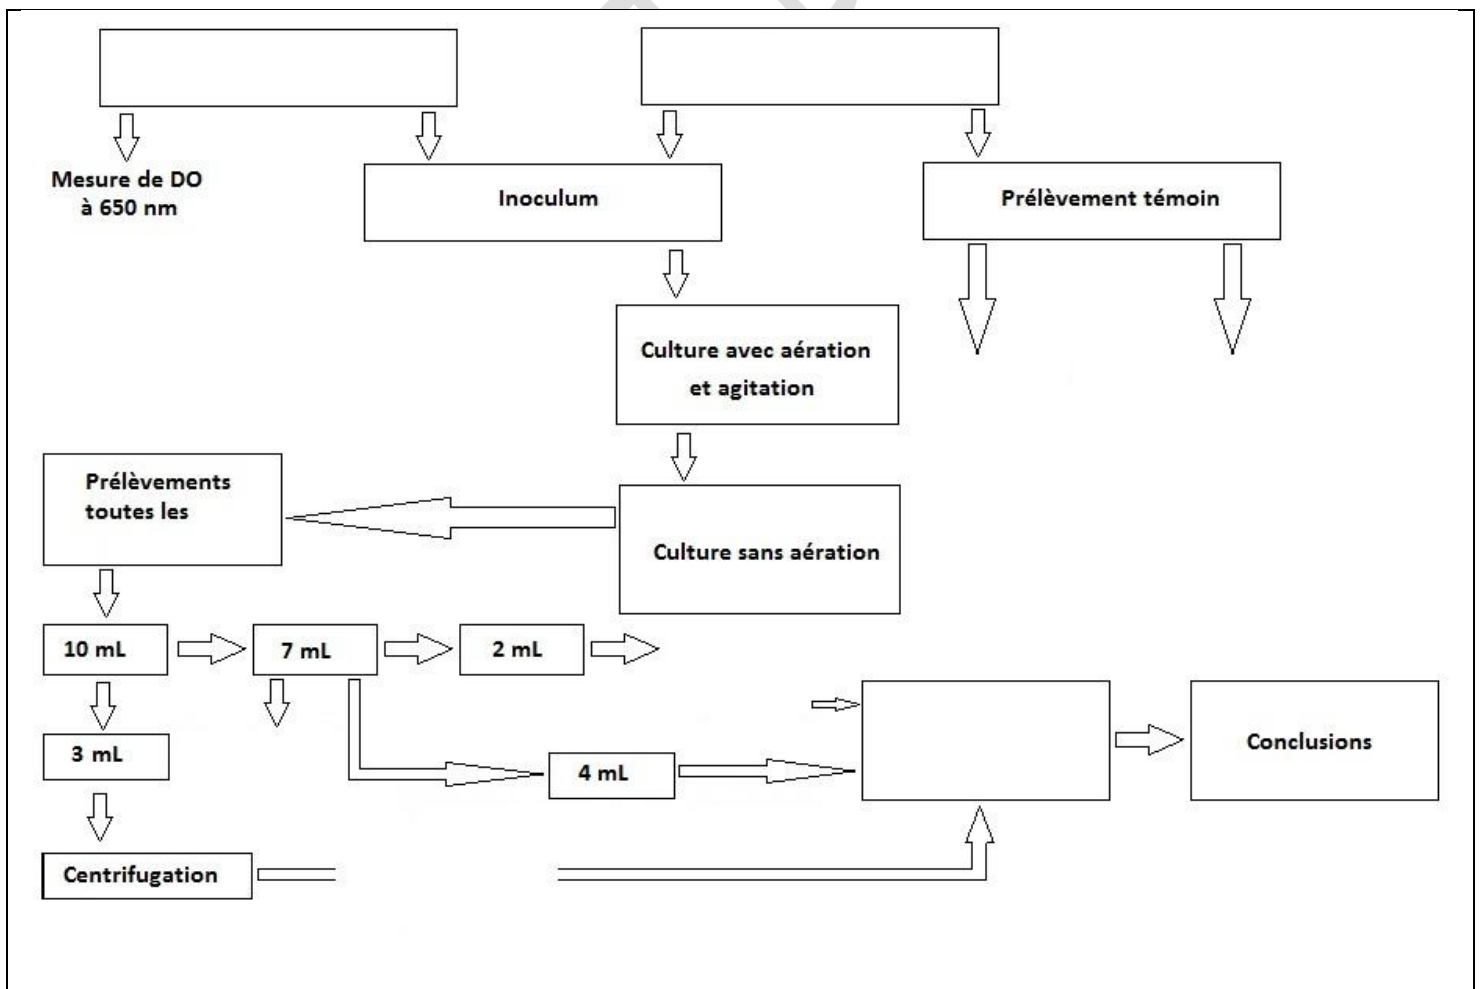 Mesure de DO
à 650 nm
Inoculum
Prélèvement témoin
Culture avec aération
et agitation
Prélèvements
toutes les
Culture sans aération
10 mL
7 mL
2 mL
3 mL
4 mL
Conclusions
Centrifugation